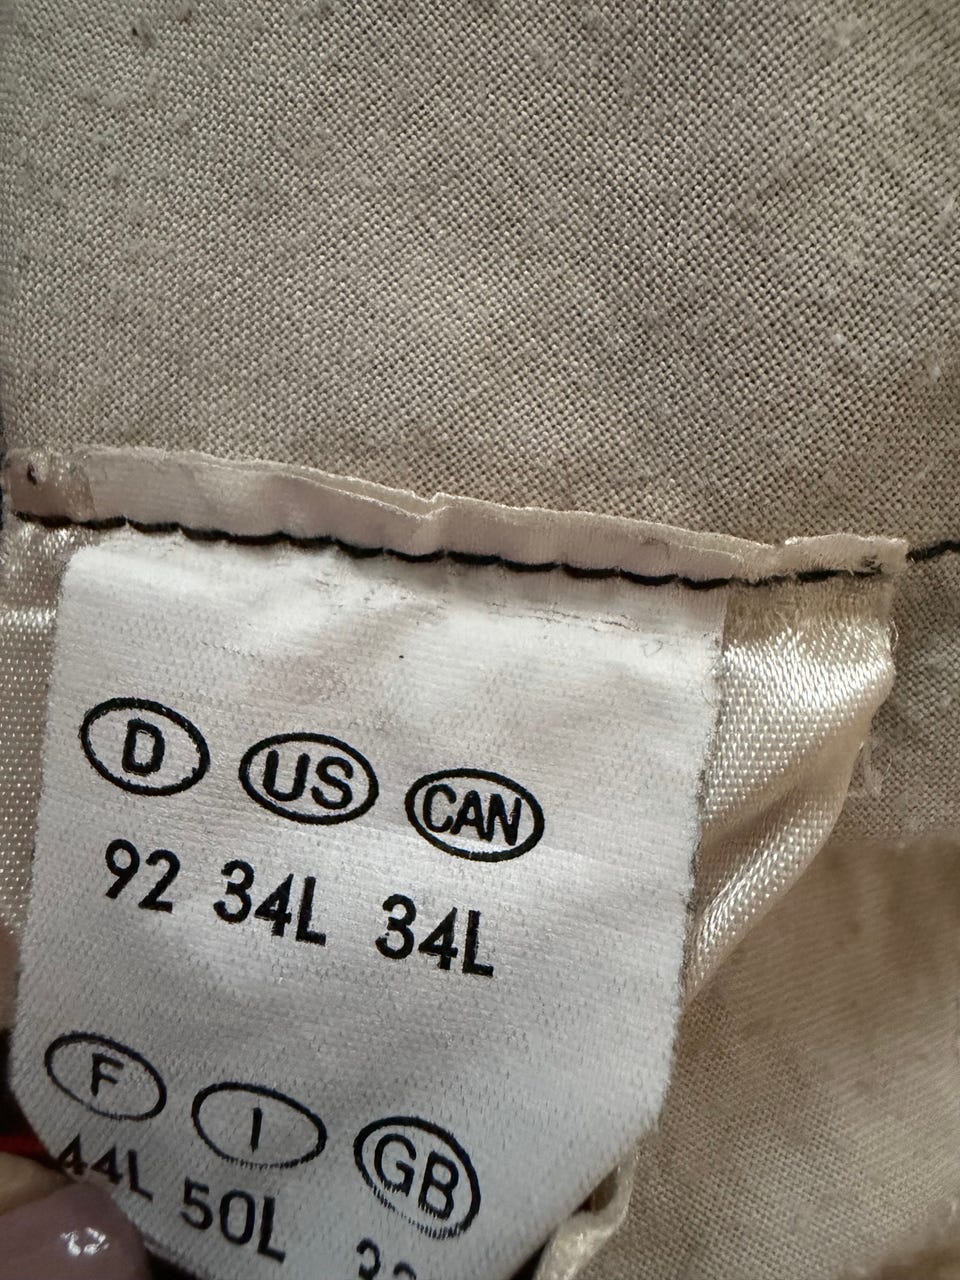 D US CAN
92 34L 34L
F I GB
44L 50L